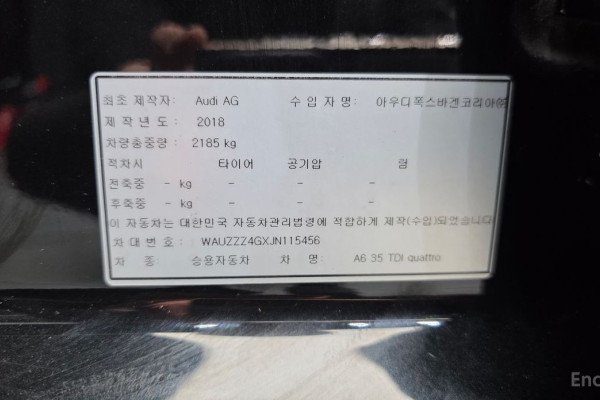 최초 제작자: Audi AG 수 입 자 명: 아우디폭스바겐코리아㈜
제 작 년 도 : 2018
차량총중량 : 2185 kg
적차시 타이어 공기압 림
전축중 - kg - - -
후축중 - kg - - -
이 자동차는 대한민국 자동차관리법령에 적합하게 제작(수입)되었습니다
차 대 번 호 : WAUZZZ4GXJN115456
차 종: 승용자동차 차 명: A6 35 TDI quattro
Enc